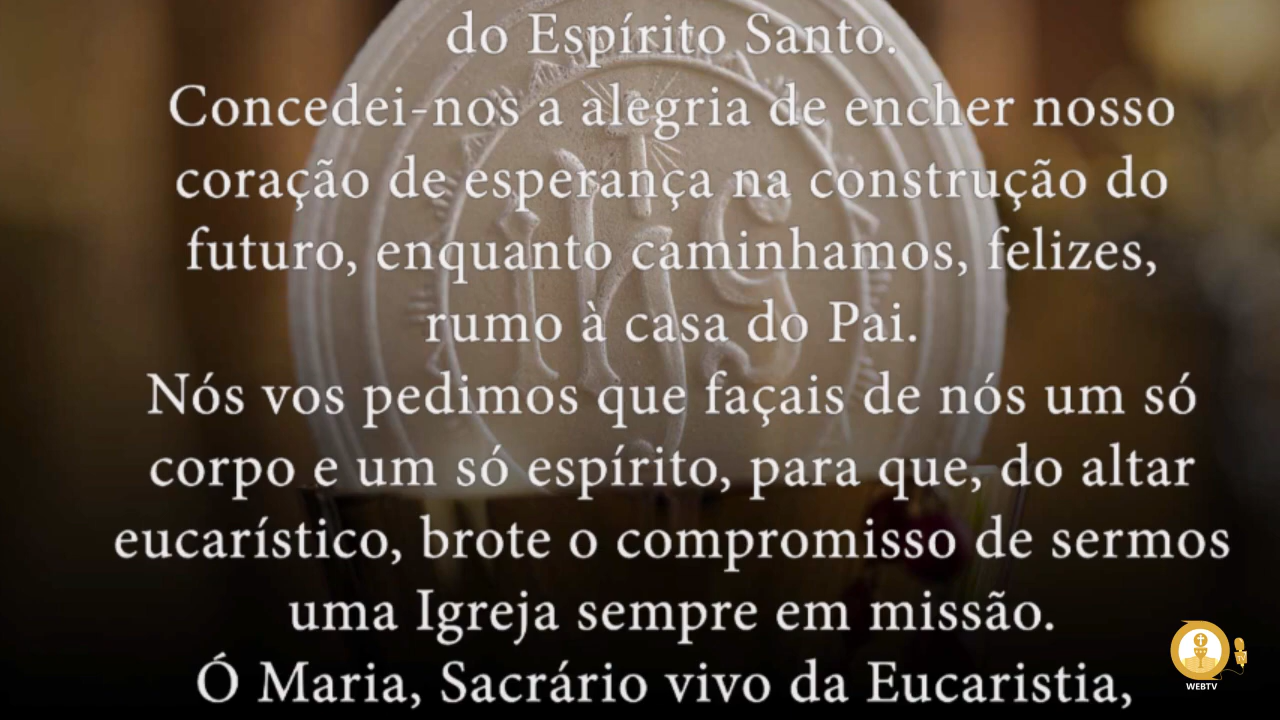 do Espírito Santo.
Concedei-nos a alegria de encher nosso
coração de esperança na construção do
futuro, enquanto caminhamos, felizes,
rumo à casa do Pai.
Nós vos pedimos que façais de nós um só
corpo e um só espírito, para que, do altar
eucarístico, brote o compromisso de sermos
uma Igreja sempre em missão.
Ó Maria, Sacrário vivo da Eucaristia,
IHS
WEBTV